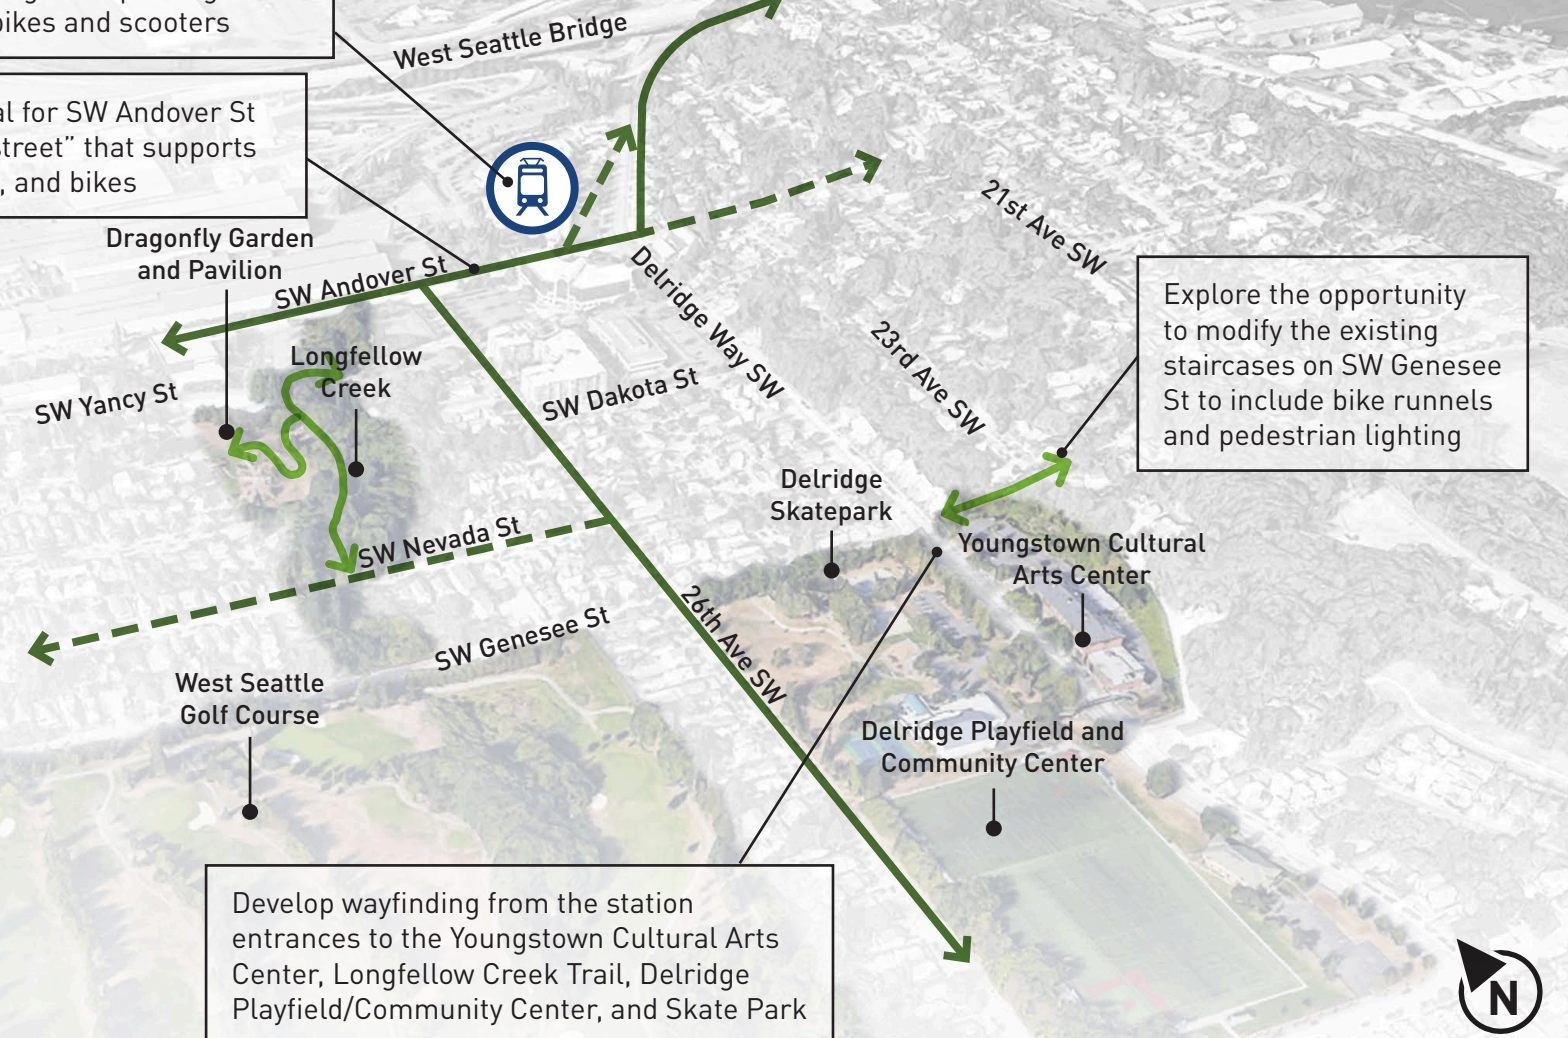 bikes and scooters
for SW Andover St
street” that supports
, and bikes
West Seattle Bridge
21st Ave SW
Dragonfly Garden
and Pavilion
SW Andover St
Delridge Way SW
Explore the opportunity
to modify the existing
staircases on SW Genesee
St to include bike runnels
and pedestrian lighting
Longfellow
Creek
23rd Ave SW
SW Yancy St
SW Dakota St
Delridge
Skatepark
SW Nevada St
Youngstown Cultural
Arts Center
SW Genesee St
26th Ave SW
West Seattle
Golf Course
Delridge Playfield and
Community Center
Develop wayfinding from the station
entrances to the Youngstown Cultural Arts
Center, Longfellow Creek Trail, Delridge
Playfield/Community Center, and Skate Park
N